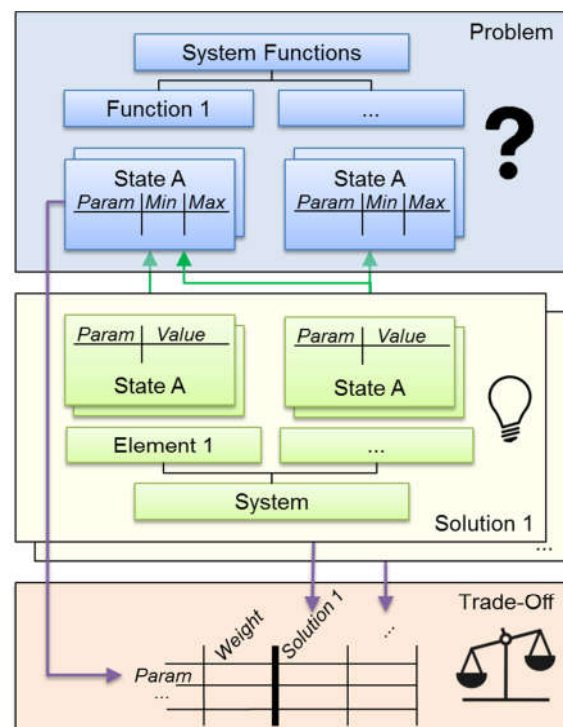 Problem
System Functions
Function 1
...
State A
Param Min Max
State A
Param Min Max
?
Param Value
State A
Param Value
State A
Element 1
...
System
Solution 1
...
Trade-Off
Weight
Solution 1
...
Param
...